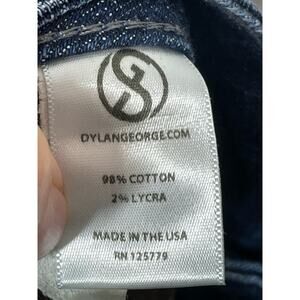 DYLANGEORGE.COM
98% COTTON
2% LYCRA
MADE IN THE USA
RN 125779